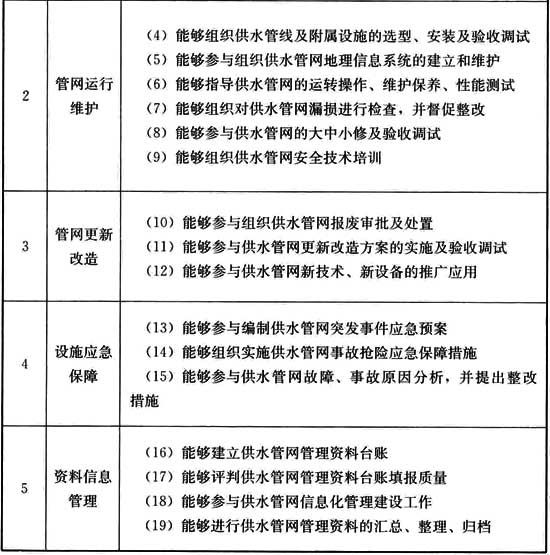 2
管网运行
维护
(4) 能够组织供水管线及附属设施的选型、安装及验收调试
(5) 能够参与组织供水管网地理信息系统的建立和维护
(6) 能够指导供水管网的运转操作、维护保养、性能测试
(7) 能够组织对供水管网漏损进行检查,并督促整改
(8) 能够参与供水管网的大中小修及验收调试
(9) 能够组织供水管网安全技术培训
3
管网更新
改造
(10) 能够参与组织供水管网报废审批及处置
(11) 能够参与供水管网更新改造方案的实施及验收调试
(12) 能够参与供水管网新技术、新设备的推广应用
4
设施应急
保障
(13) 能够参与编制供水管网突发事件应急预案
(14) 能够组织实施供水管网事故抢险应急保障措施
(15) 能够参与供水管网故障、事故原因分析,并提出整改
措施
5
资料信息
管理
(16) 能够建立供水管网管理资料台账
(17) 能够评判供水管网管理资料台账填报质量
(18) 能够参与供水管网信息化管理建设工作
(19) 能够进行供水管网管理资料的汇总、整理、归档